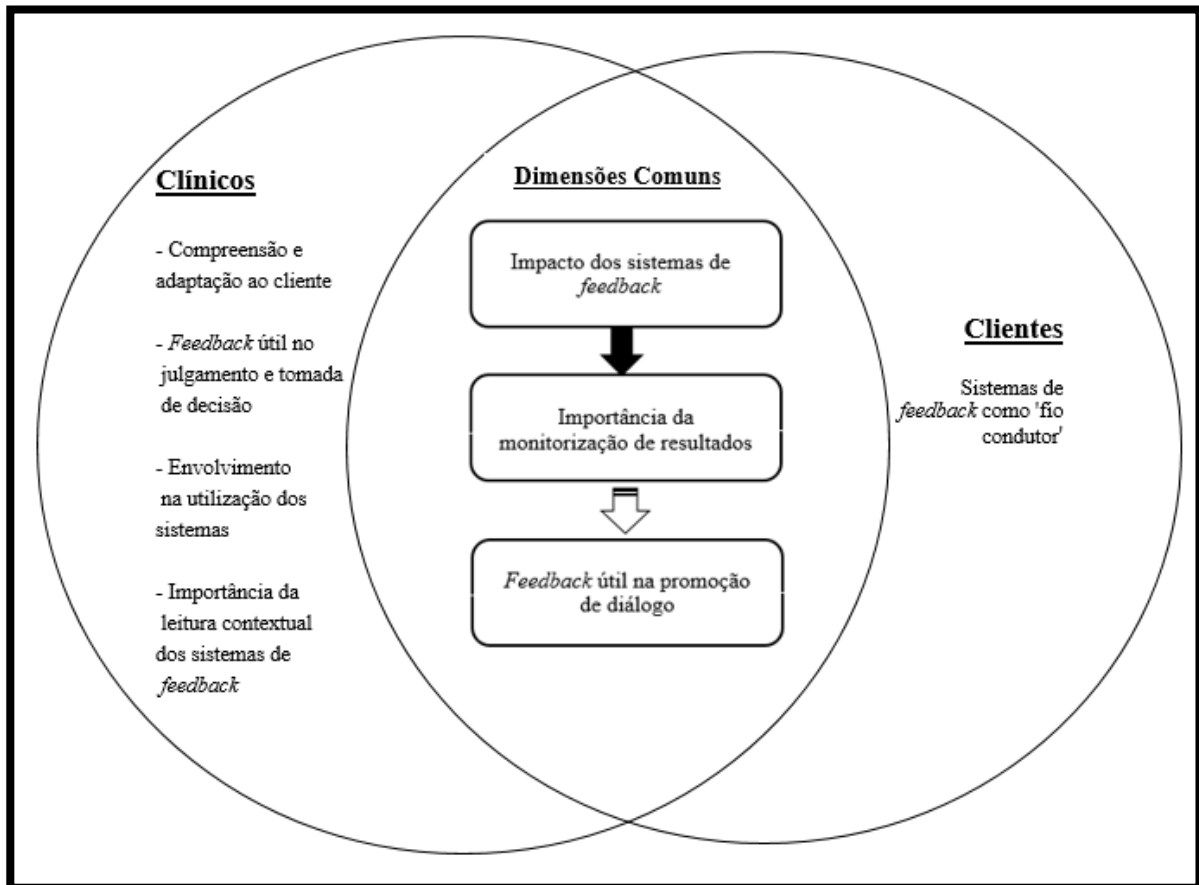 Clínicos
- Compreensão e
adaptação ao cliente
- Feedback útil no
julgamento e tomada
de decisão
- Envolvimento
na utilização dos
sistemas
- Importância da
leitura contextual
dos sistemas de
feedback
Dimensões Comuns
Impacto dos sistemas de
feedback
Importância da
monitorização de resultados
Feedback útil na promoção
de diálogo
Clientes
Sistemas de
feedback como 'fio
condutor'